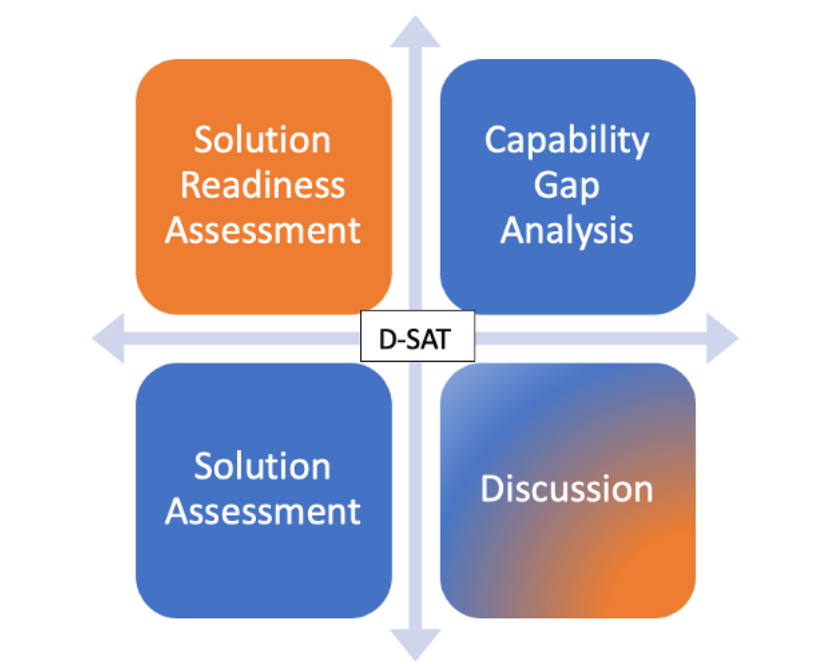 Solution
Readiness
Assessment
Capability
Gap
Analysis
D-SAT
Solution
Assessment
Discussion